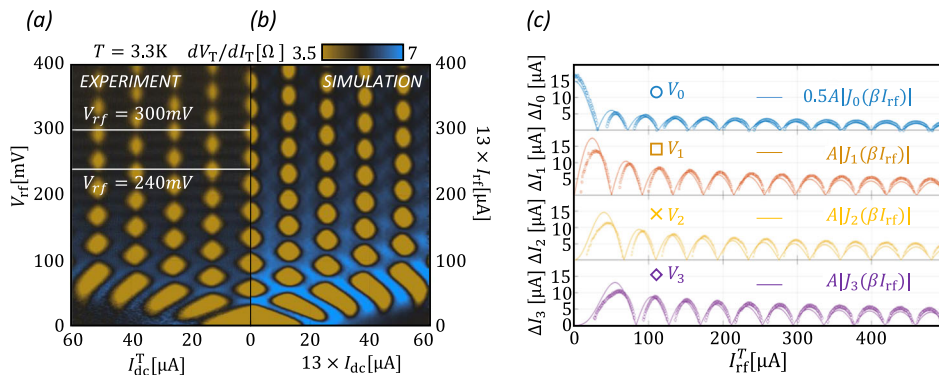 (a)
(b)
(c)
T = 3.3K
dV_T/dI_T[Ω]
3.5
7
EXPERIMENT
SIMULATION
V_rf = 300mV
V_rf = 240mV
V_rf[mV]
400
300
200
100
0
60
40
20
0
20
40
60
I_dc^T[μA]
13 × I_dc[μA]
400
300
200
100
0
13 × I_rf[μA]
ΔI_0 [μA]
15
10
5
V_0
0.5A|J_0(βI_rf)|
ΔI_1 [μA]
15
10
5
V_1
A|J_1(βI_rf)|
ΔI_2 [μA]
15
10
5
V_2
A|J_2(βI_rf)|
ΔI_3 [μA]
15
10
5
V_3
A|J_3(βI_rf)|
0
100
200
300
400
I_rf^T[μA]